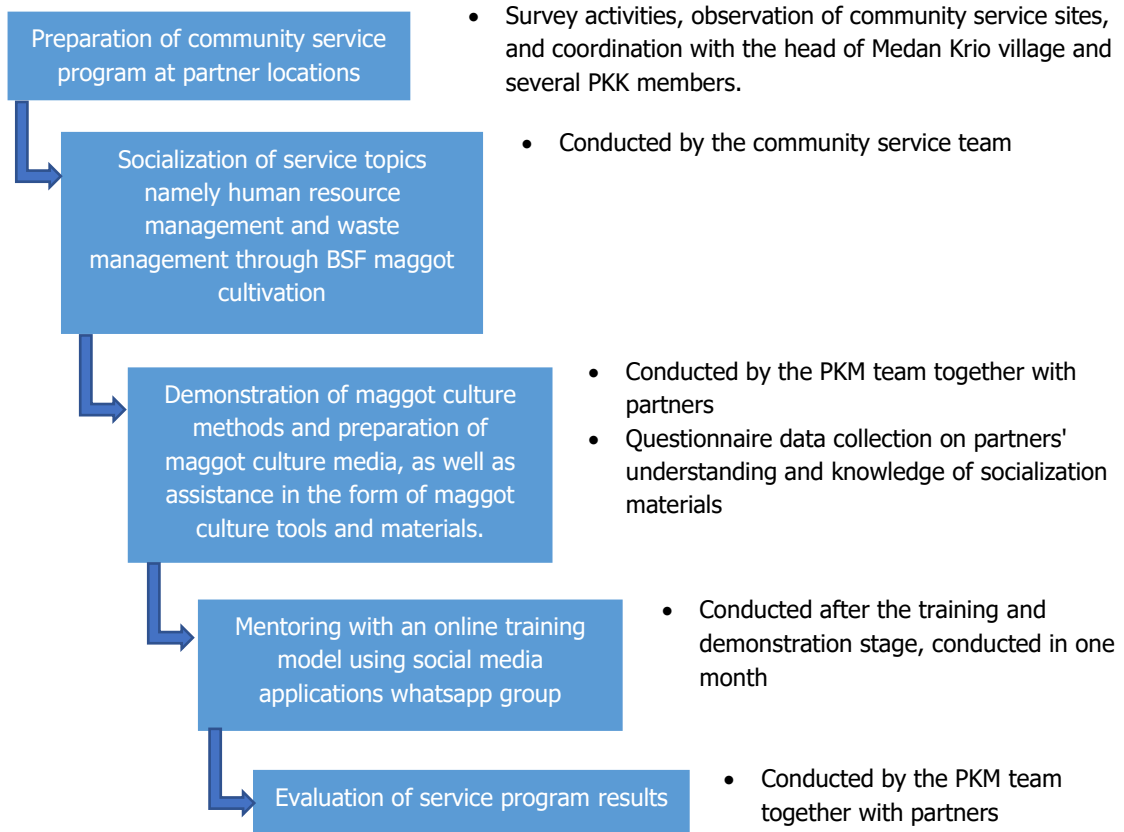 Preparation of community service
program at partner locations
• Survey activities, observation of community service sites,
and coordination with the head of Medan Krio village and
several PKK members.
Socialization of service topics
namely human resource
management and waste
management through BSF maggot
cultivation
• Conducted by the community service team
Demonstration of maggot culture
methods and preparation of
maggot culture media, as well as
assistance in the form of maggot
culture tools and materials.
• Conducted by the PKM team together with
partners
• Questionnaire data collection on partners'
understanding and knowledge of socialization
materials
Mentoring with an online training
model using social media
applications whatsapp group
• Conducted after the training and
demonstration stage, conducted in one
month
Evaluation of service program results
• Conducted by the PKM team
together with partners